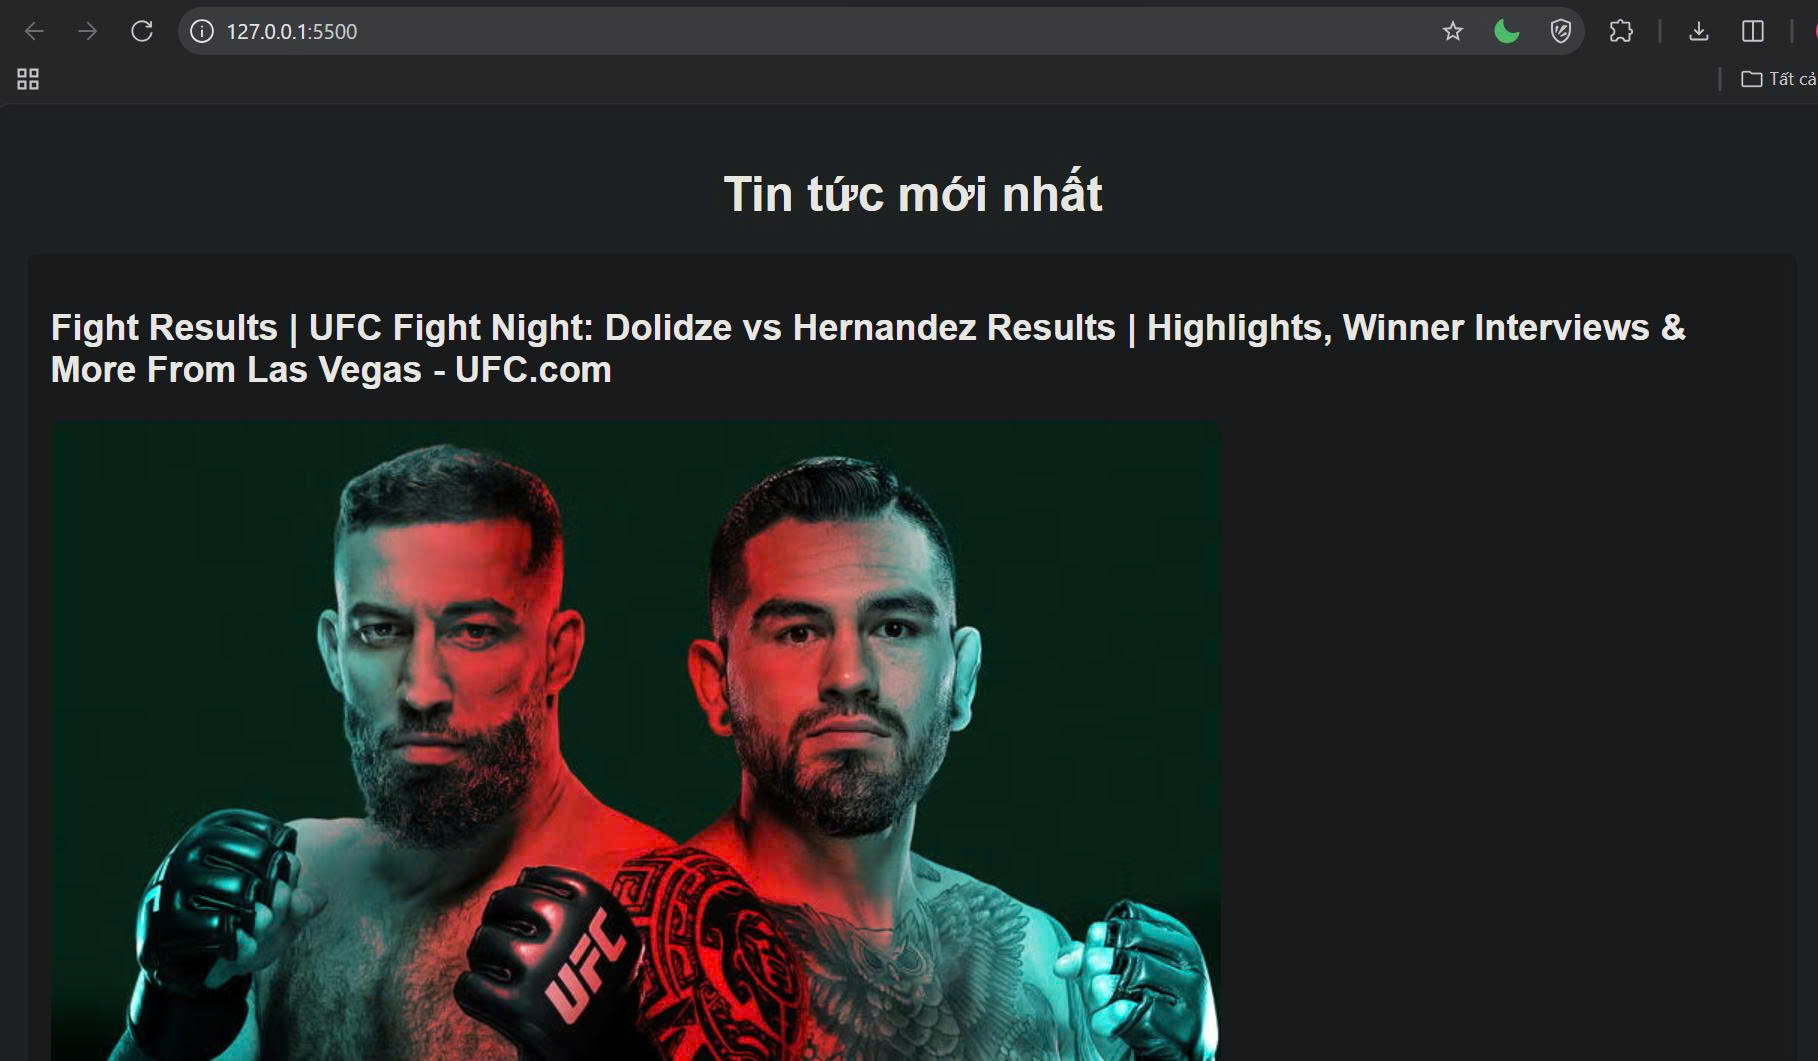 127.0.0.1:5500
Tất cả
Tin tức mới nhất
Fight Results | UFC Fight Night: Dolidze vs Hernandez Results | Highlights, Winner Interviews &
More From Las Vegas - UFC.com
UFC